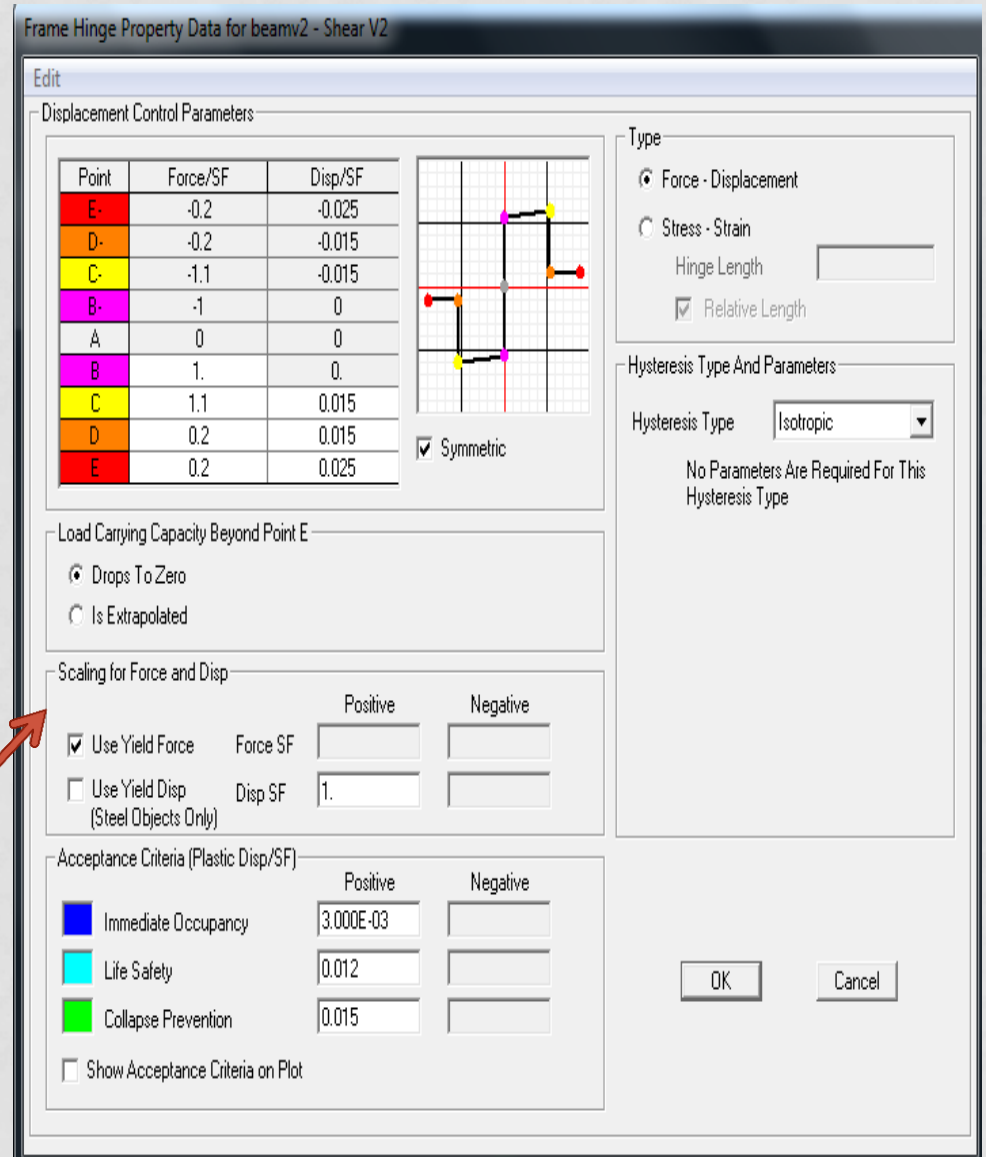 Frame Hinge Property Data for beamv2 - Shear V2
Edit
Displacement Control Parameters
Point Force/SF Disp/SF
E- -0.2 -0.025
D- -0.2 -0.015
C- -1.1 -0.015
B- -1 0
A 0 0
B 1. 0.
C 1.1 0.015
D 0.2 0.015
E 0.2 0.025
Symmetric
Load Carrying Capacity Beyond Point E
Drops To Zero
Is Extrapolated
Scaling for Force and Disp
Positive Negative
Use Yield Force Force SF
Use Yield Disp Disp SF 1.
(Steel Objects Only)
Acceptance Criteria (Plastic Disp/SF)
Positive Negative
Immediate Occupancy 3.000E-03
Life Safety 0.012
Collapse Prevention 0.015
Show Acceptance Criteria on Plot
Type
Force - Displacement
Stress - Strain
Hinge Length
Relative Length
Hysteresis Type And Parameters
Hysteresis Type Isotropic
No Parameters Are Required For This
Hysteresis Type
OK Cancel